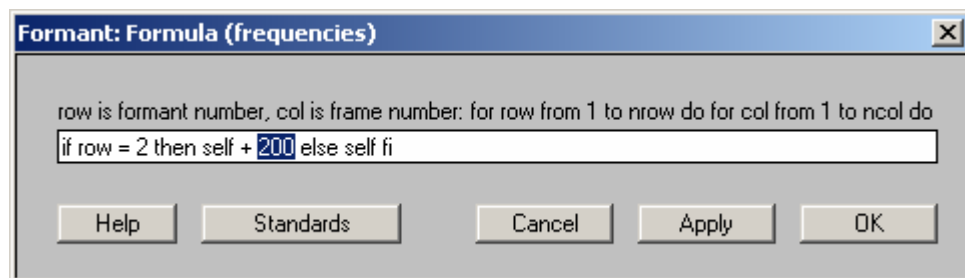 Formant: Formula (frequencies)
row is formant number, col is frame number: for row from 1 to nrow do for col from 1 to ncol do
if row = 2 then self + 200 else self fi
Help Standards Cancel Apply OK